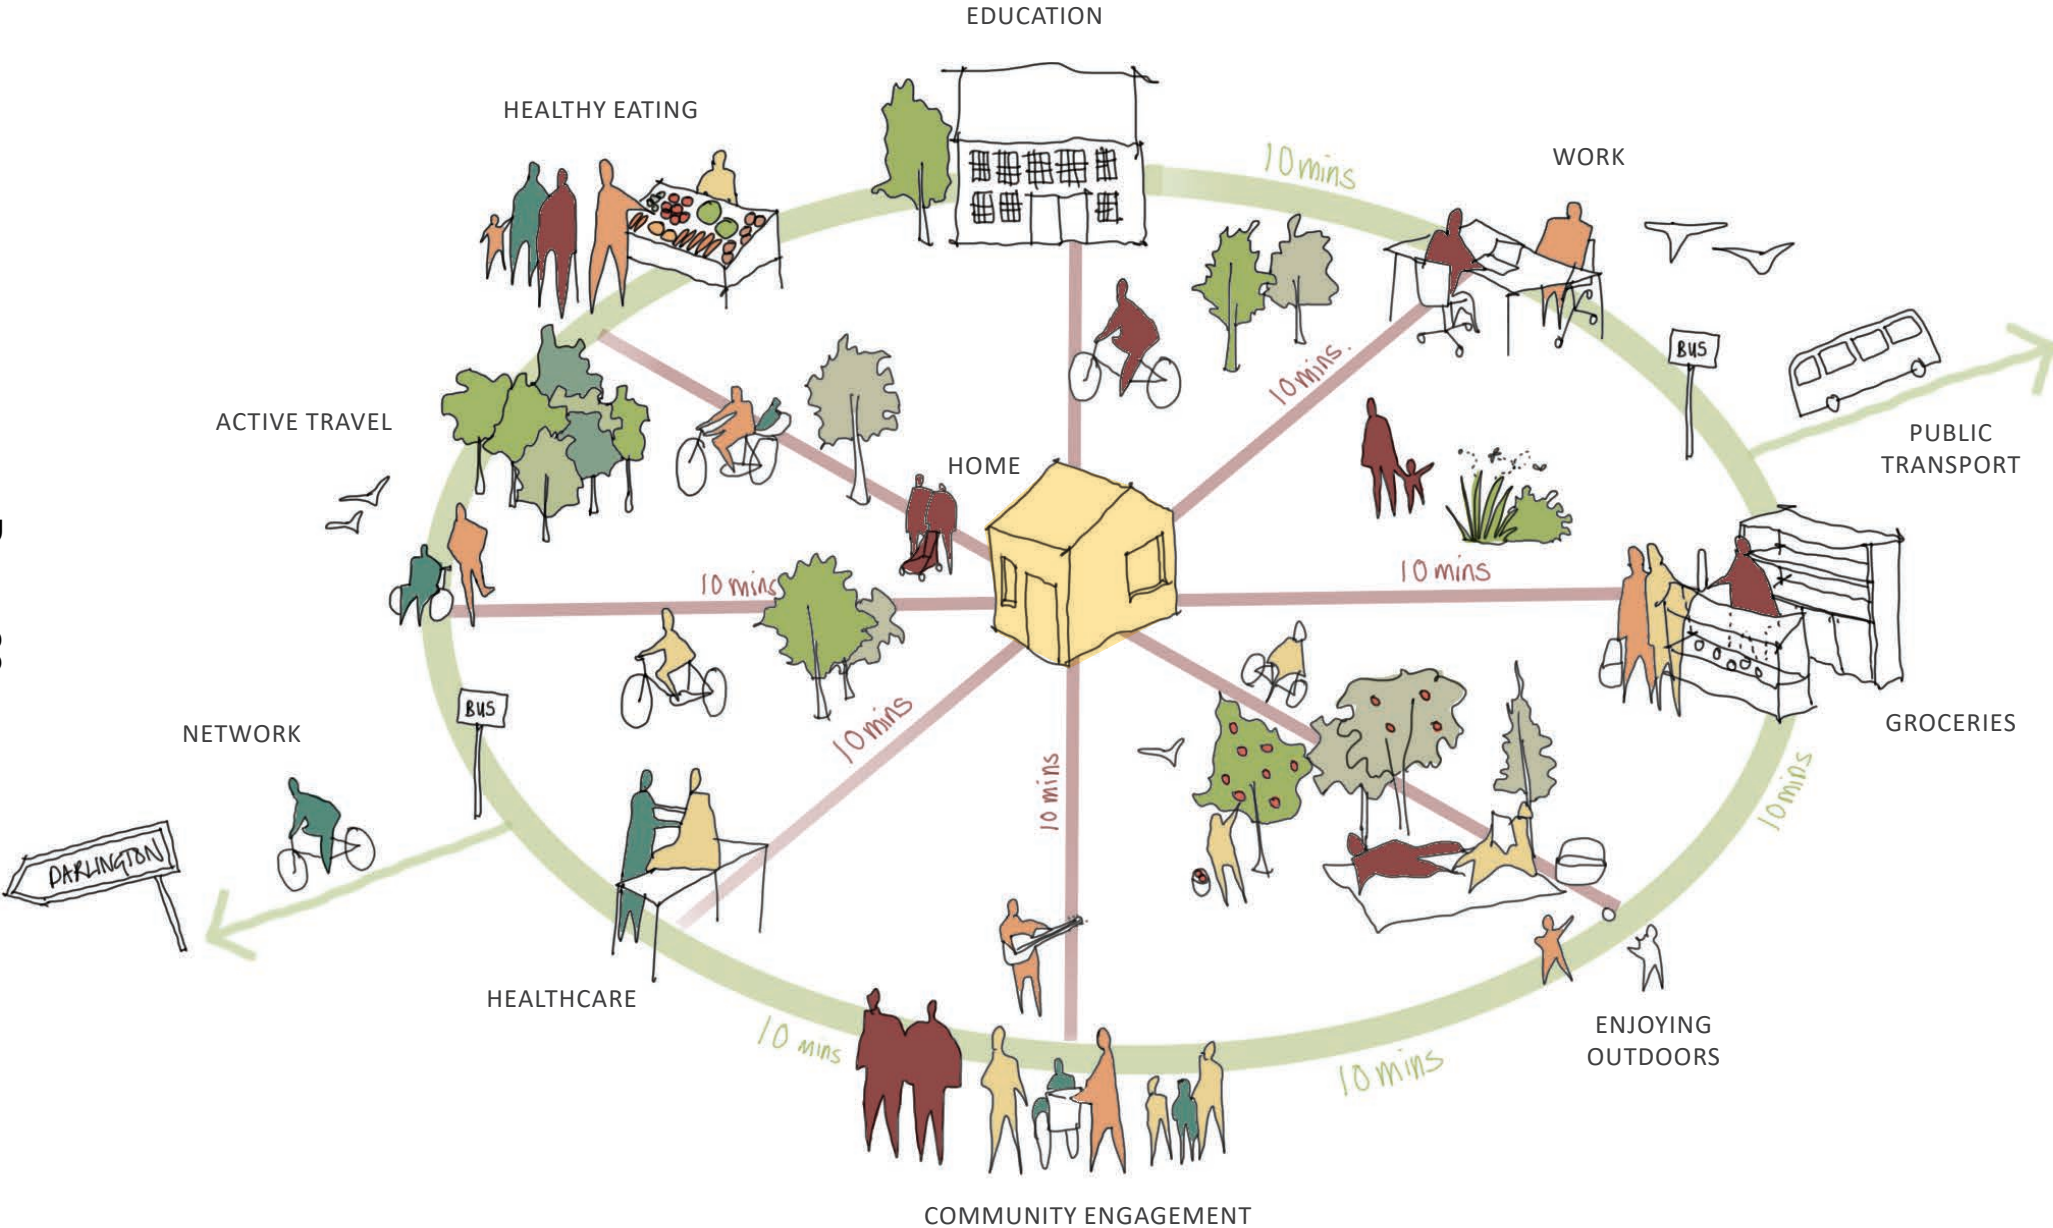 EDUCATION
HEALTHY EATING
10 mins
WORK
10 mins.
BUS
ACTIVE TRAVEL
PUBLIC
TRANSPORT
HOME
10 mins
10 mins
BUS
10 mins
NETWORK
GROCERIES
10 mins
10 mins
DARLINGTON
HEALTHCARE
10 mins
10 mins
ENJOYING
OUTDOORS
COMMUNITY ENGAGEMENT